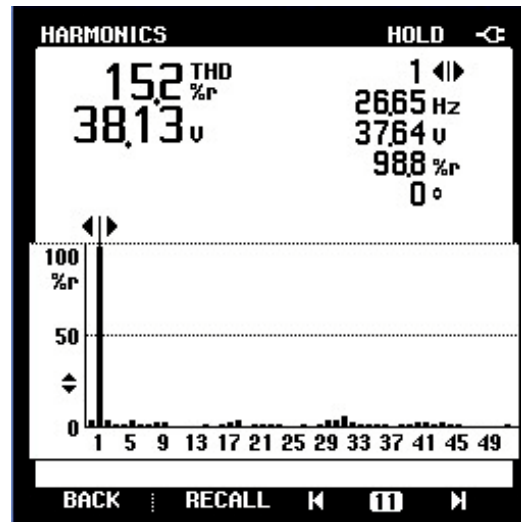 HARMONICS HOLD
15.2 THD %r
38.13 V
1
26.65 Hz
37.64 V
98.8 %r
0 °
100
%r
50
0
1 5 9 13 17 21 25 29 33 37 41 45 49
BACK RECALL 11